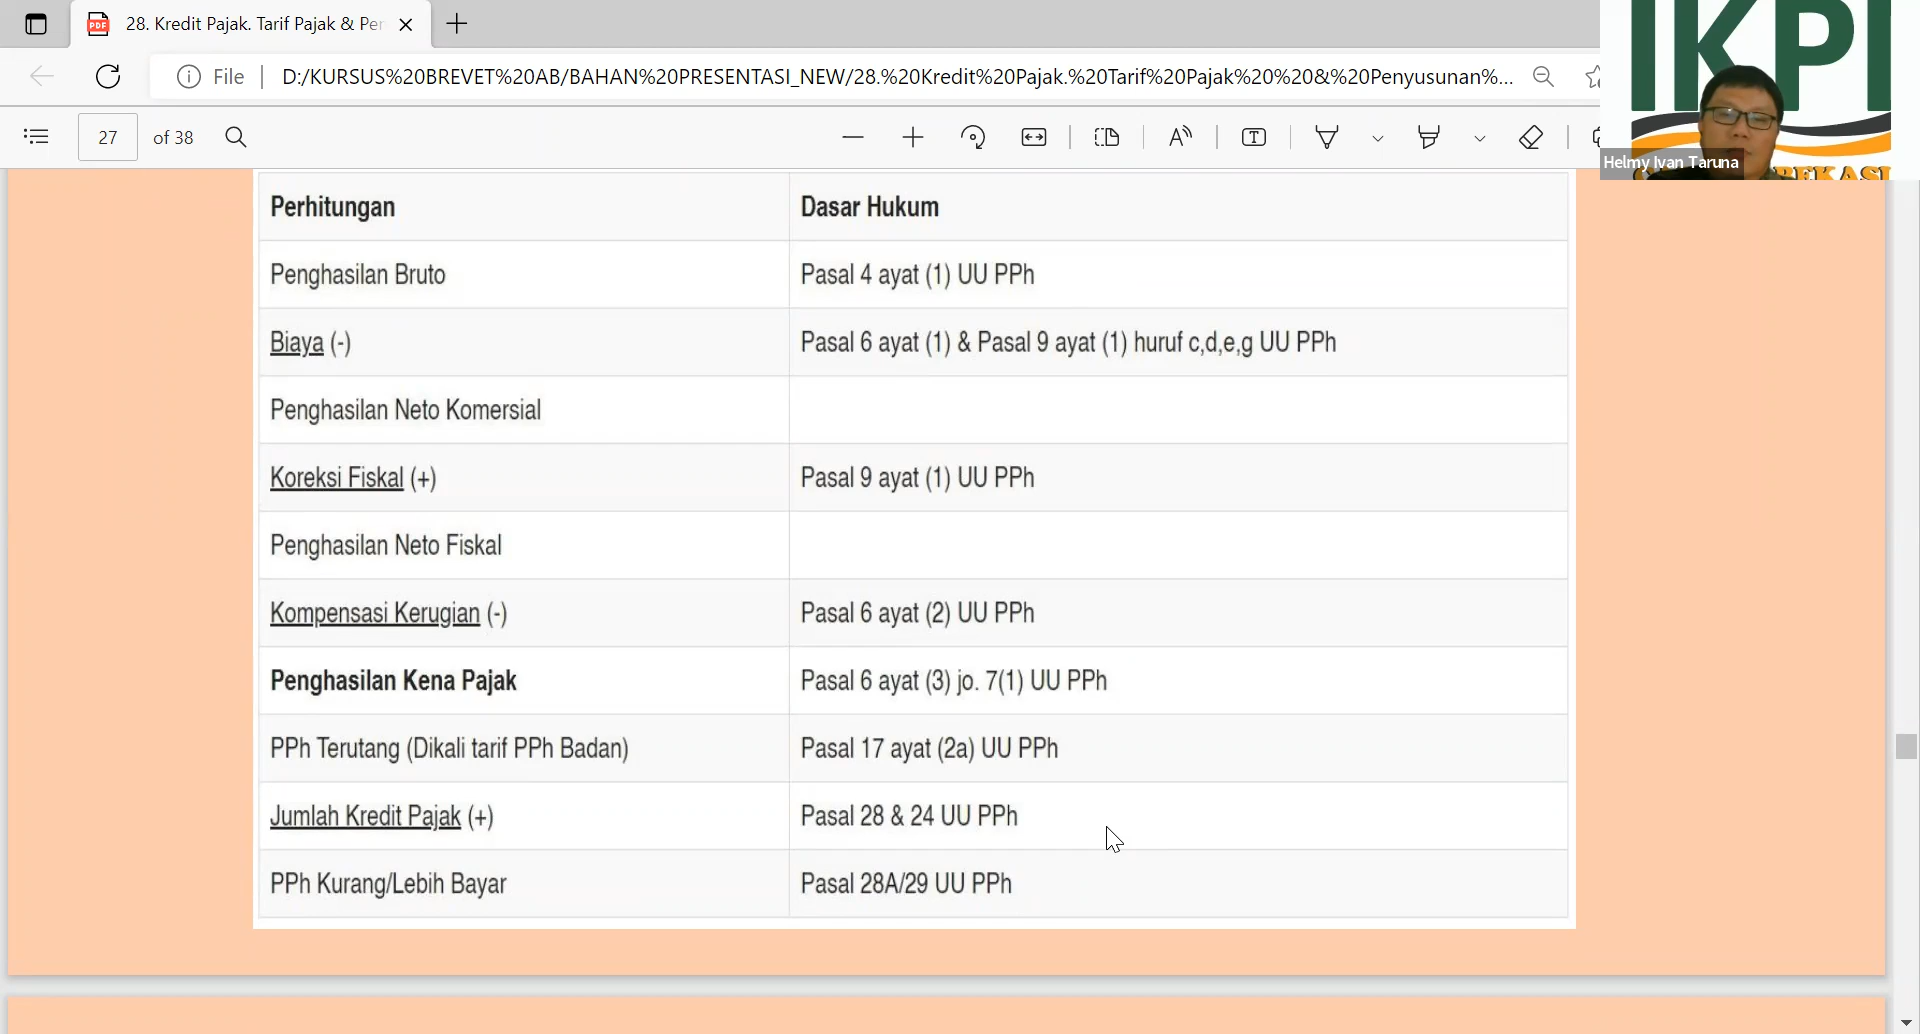 28. Kredit Pajak. Tarif Pajak & Per
File
D:/KURSUS%20BREVET%20AB/BAHAN%20PRESENTASI_NEW/28.%20Kredit%20Pajak.%20Tarif%20Pajak%20%20&%20Penyusunan%...
27 of 38
IKPI
Helmy Ivan Taruna
BEKASI
Perhitungan
Dasar Hukum
Penghasilan Bruto
Pasal 4 ayat (1) UU PPh
Biaya (-)
Pasal 6 ayat (1) & Pasal 9 ayat (1) huruf c,d,e,g UU PPh
Penghasilan Neto Komersial
Koreksi Fiskal (+)
Pasal 9 ayat (1) UU PPh
Penghasilan Neto Fiskal
Kompensasi Kerugian (-)
Pasal 6 ayat (2) UU PPh
Penghasilan Kena Pajak
Pasal 6 ayat (3) jo. 7(1) UU PPh
PPh Terutang (Dikali tarif PPh Badan)
Pasal 17 ayat (2a) UU PPh
Jumlah Kredit Pajak (+)
Pasal 28 & 24 UU PPh
PPh Kurang/Lebih Bayar
Pasal 28A/29 UU PPh